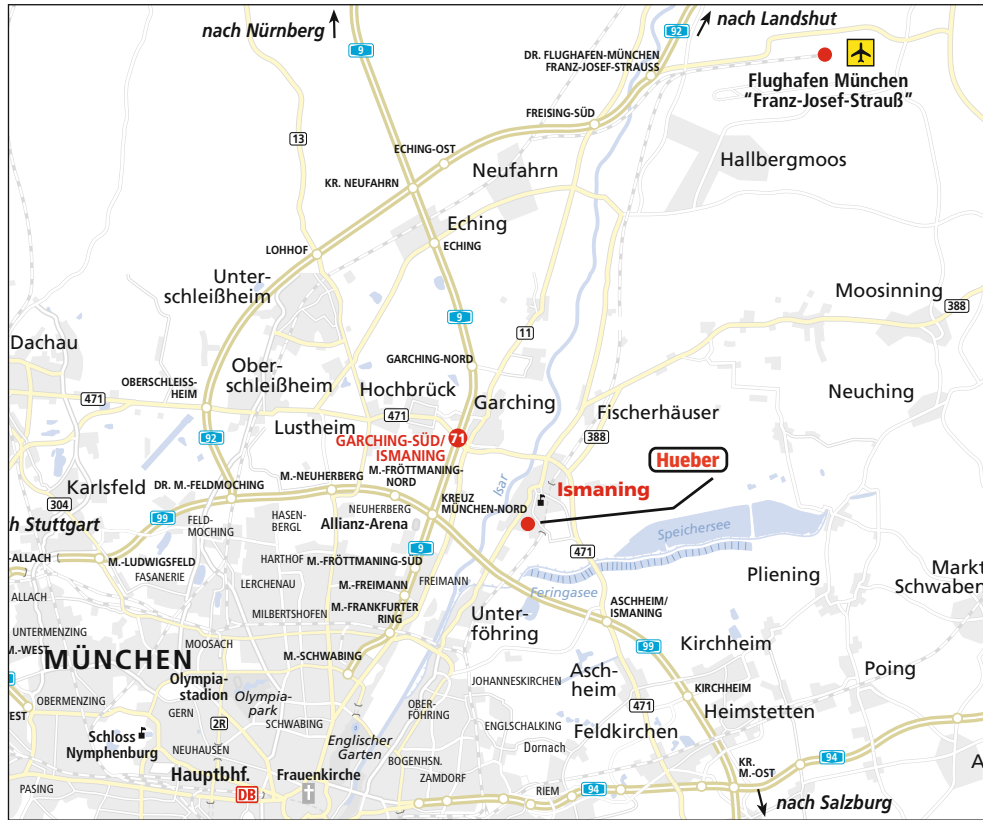 nach Nürnberg
9
92
nach Landshut
DR. FLUGHAFEN-MÜNCHEN
FRANZ-JOSEF-STRAUSS
Flughafen München
"Franz-Josef-Strauß"
FREISING-SÜD
13
ECHING-OST
Neufahrn
Hallbergmoos
KR. NEUFAHRN
Eching
ECHING
LOHHOF
Unter-
schleißheim
Moosinning
388
9
11
Dachau
GARCHING-NORD
Ober-
schleißheim
OBERSCHLEISS-
HEIM
Hochbrück
Neuching
471
471
Garching
Fischerhäuser
Lustheim
92
GARCHING-SÜD/
ISMANING
71
388
Hueber
M.-FRÖTTMANING-
NORD
M.-NEUHERBERG
Karlsfeld
DR. M.-FELDMOCHING
Isar
Ismaning
304
KREUZ
MÜNCHEN-NORD
99
NEUHERBERG
HASEN-
BERGL
Allianz-Arena
h Stuttgart
FELD-
MOCHING
Speichersee
9
471
-ALLACH
M.-LUDWIGSFELD
HARTHOF
M.-FRÖTTMANING-SÜD
FASANERIE
Pliening
Markt
Schwaben
LERCHENAU
M.-FREIMANN
FREIMANN
Feringasee
ALLACH
MILBERTSHOFEN
M.-FRANKFURTER
RING
ASCHHEIM/
ISMANING
Unter-
föhring
UNTERMENZING
MOOSACH
Kirchheim
99
M.-WEST
MÜNCHEN
M.-SCHWABING
Poing
Olympia-
stadion
Olympia-
park
JOHANNESKIRCHEN
Asch-
heim
KIRCHHEIM
OBERMENZING
OBER-
FÖHRING
471
Heimstetten
EST
GERN
2R
SCHWABING
ENGLSCHALKING
Feldkirchen
Schloss
Nymphenburg
NEUHAUSEN
Englischer
Garten
Dornach
BOGENHSN.
KR.
M.-OST
94
A
Hauptbhf.
Frauenkirche
ZAMDORF
PASING
DB
RIEM
94
nach Salzburg